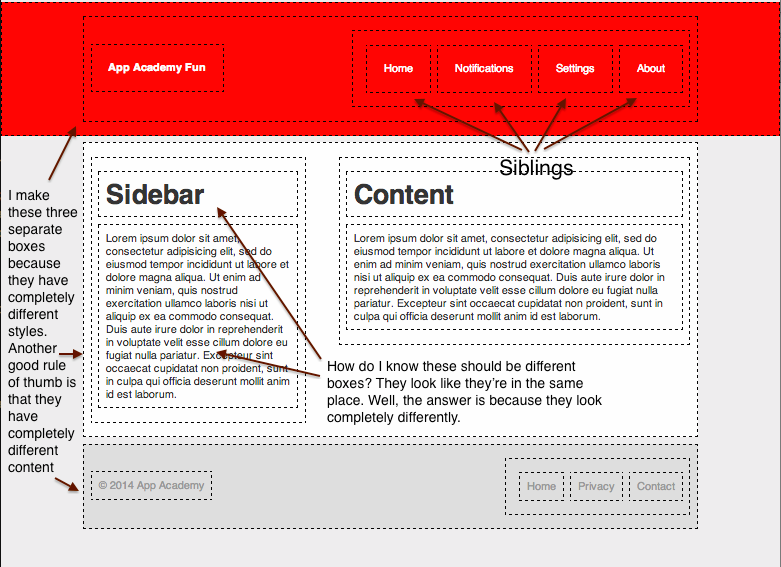 App Academy Fun
Home Notifications Settings About
Siblings
I make
these three
separate
boxes
because
they have
completely
different
styles.
Another
good rule
of thumb is
that they
have
completely
different
content
Sidebar
Lorem ipsum dolor sit amet,
consectetur adipisicing elit, sed do
eiusmod tempor incididunt ut labore et
dolore magna aliqua. Ut enim ad
minim veniam, quis nostrud
exercitation ullamco laboris nisi ut
aliquip ex ea commodo consequat.
Duis aute irure dolor in reprehenderit
in voluptate velit esse cillum dolore eu
fugiat nulla pariatur. Excepteur sint
occaecat cupidatat non proident, sunt
in culpa qui officia deserunt mollit anim
id est laborum.
Content
Lorem ipsum dolor sit amet, consectetur adipisicing elit, sed do
eiusmod tempor incididunt ut labore et dolore magna aliqua. Ut
enim ad minim veniam, quis nostrud exercitation ullamco laboris
nisi ut aliquip ex ea commodo consequat. Duis aute irure dolor in
reprehenderit in voluptate velit esse cillum dolore eu fugiat nulla
pariatur. Excepteur sint occaecat cupidatat non proident, sunt in
culpa qui officia deserunt mollit anim id est laborum.
How do I know these should be different
boxes? They look like they're in the same
place. Well, the answer is because they look
completely differently.
© 2014 App Academy
Home Privacy Contact